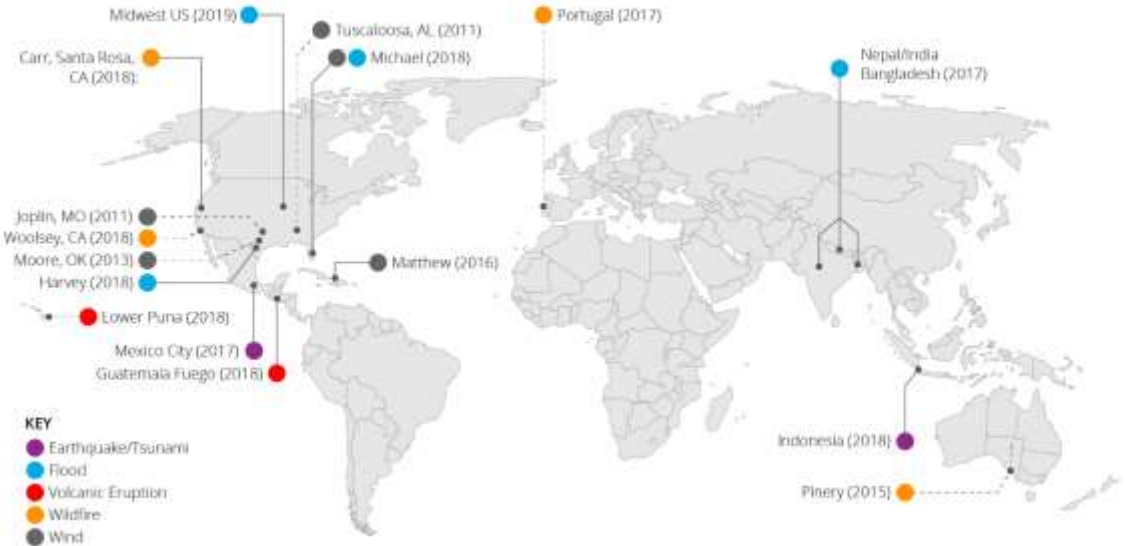 Midwest US (2019)
Portugal (2017)
Tuscaloosa, AL (2011)
Carr, Santa Rosa,
CA (2018):
Michael (2018)
Nepal/India
Bangladesh (2017)
Joplin, MO (2011)
Woolsey, CA (2018)
Moore, OK (2013)
Harvey (2018)
Matthew (2016)
Lower Puna (2018)
Mexico City (2017)
Guatemala Fuego (2018)
KEY
Earthquake/Tsunami
Flood
Volcanic Eruption
Wildfire
Wind
Indonesia (2018)
Pinery (2015)